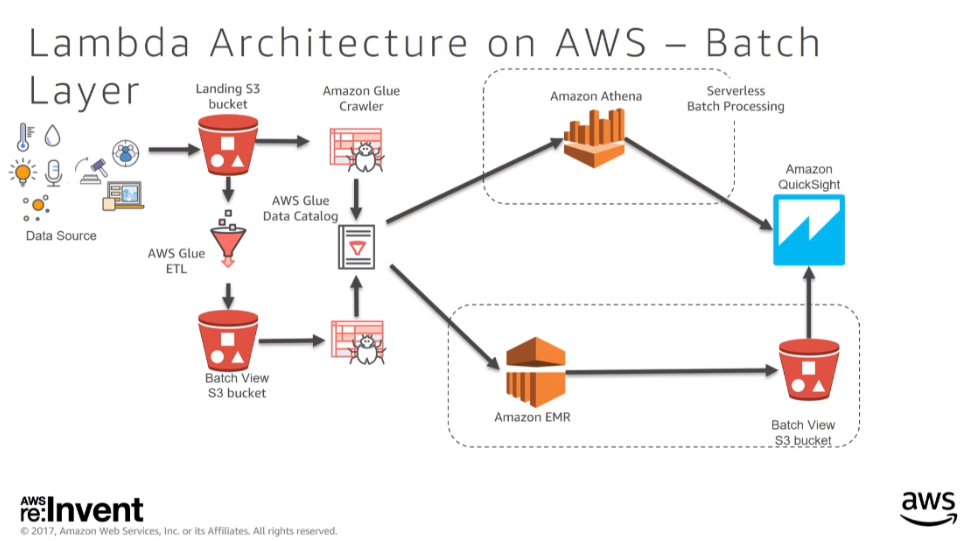 Lambda Architecture on AWS – Batch
Layer
Landing S3
bucket
Amazon Glue
Crawler
Amazon Athena
Serverless
Batch Processing
Amazon
QuickSight
AWS Glue
Data Catalog
Data Source
AWS Glue
ETL
Batch View
S3 bucket
Amazon EMR
Batch View
S3 bucket
AWS
re:Invent
© 2017, Amazon Web Services, Inc. or its Affiliates. All rights reserved.
aws